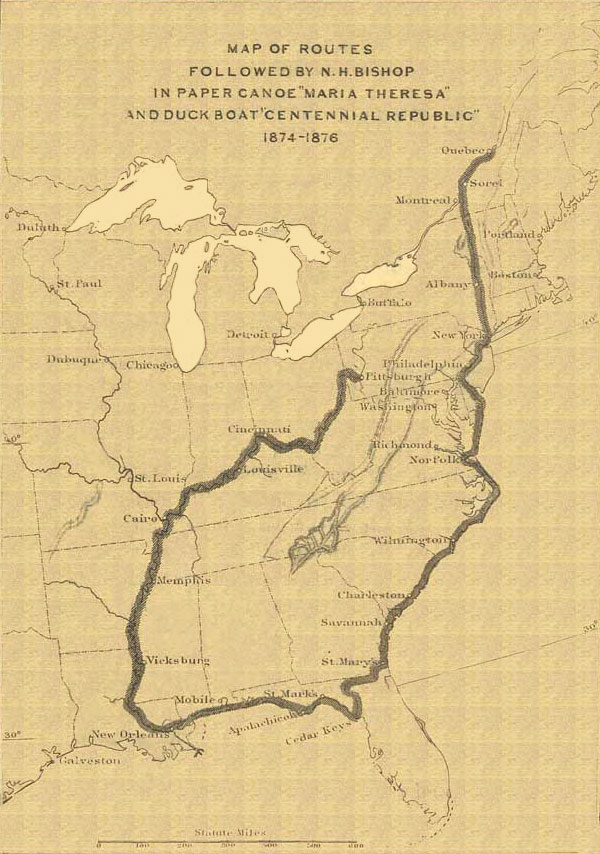 MAP OF ROUTES
FOLLOWED BY N.H.BISHOP
IN PAPER CANOE "MARIA THERESA"
AND DUCK BOAT "CENTENNIAL REPUBLIC"
1874-1876
Quebec
Sorel
Montreal
Duluth
Portland
Boston
St.Paul
Albany
Buffalo
Detroit
New York
40°
Dubuque
Chicago
Philadelphia
Pittsburgh
Baltimore
Washington
Cincinnati
40°
Richmond
Norfolk
Louisville
St.Louis
Cairo
Wilmington
Memphis
Charleston
Savannah
30°
Vicksburg
St.Mary's
Mobile
St Marks
Apalachicola
Cedar Keys
30°
New Orleans
Galveston
Statute Miles
0 100 200 300 400 500 600